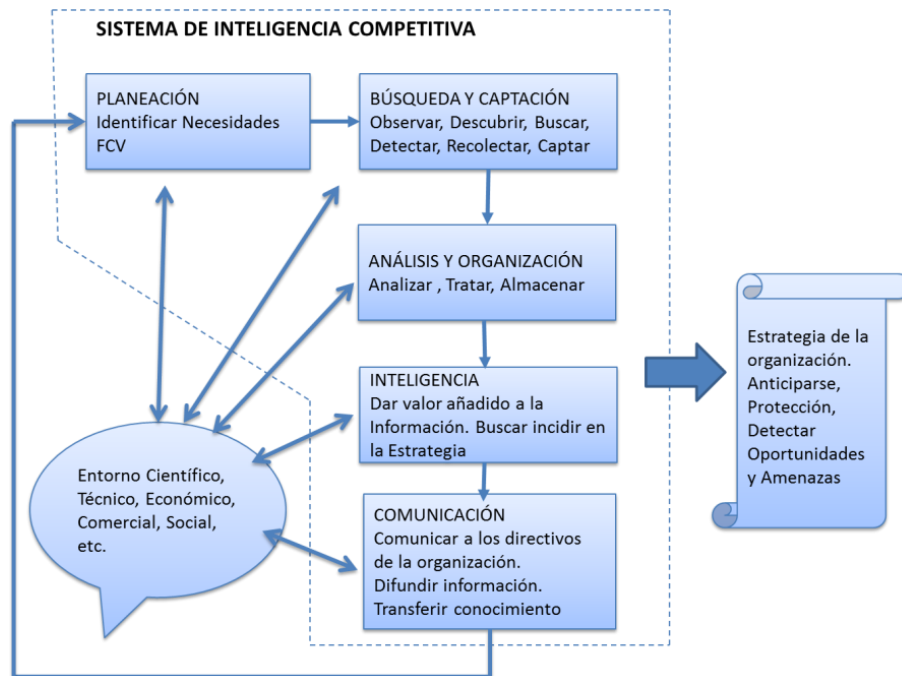 SISTEMA DE INTELIGENCIA COMPETITIVA
PLANEACIÓN
Identificar Necesidades
FCV
BÚSQUEDA Y CAPTACIÓN
Observar, Descubrir, Buscar,
Detectar, Recolectar, Captar
ANÁLISIS Y ORGANIZACIÓN
Analizar , Tratar, Almacenar
INTELIGENCIA
Dar valor añadido a la
Información. Buscar incidir en
la Estrategia
COMUNICACIÓN
Comunicar a los directivos
de la organización.
Difundir información.
Transferir conocimiento
Entorno Científico,
Técnico, Económico,
Comercial, Social,
etc.
Estrategia de la
organización.
Anticiparse,
Protección,
Detectar
Oportunidades
y Amenazas